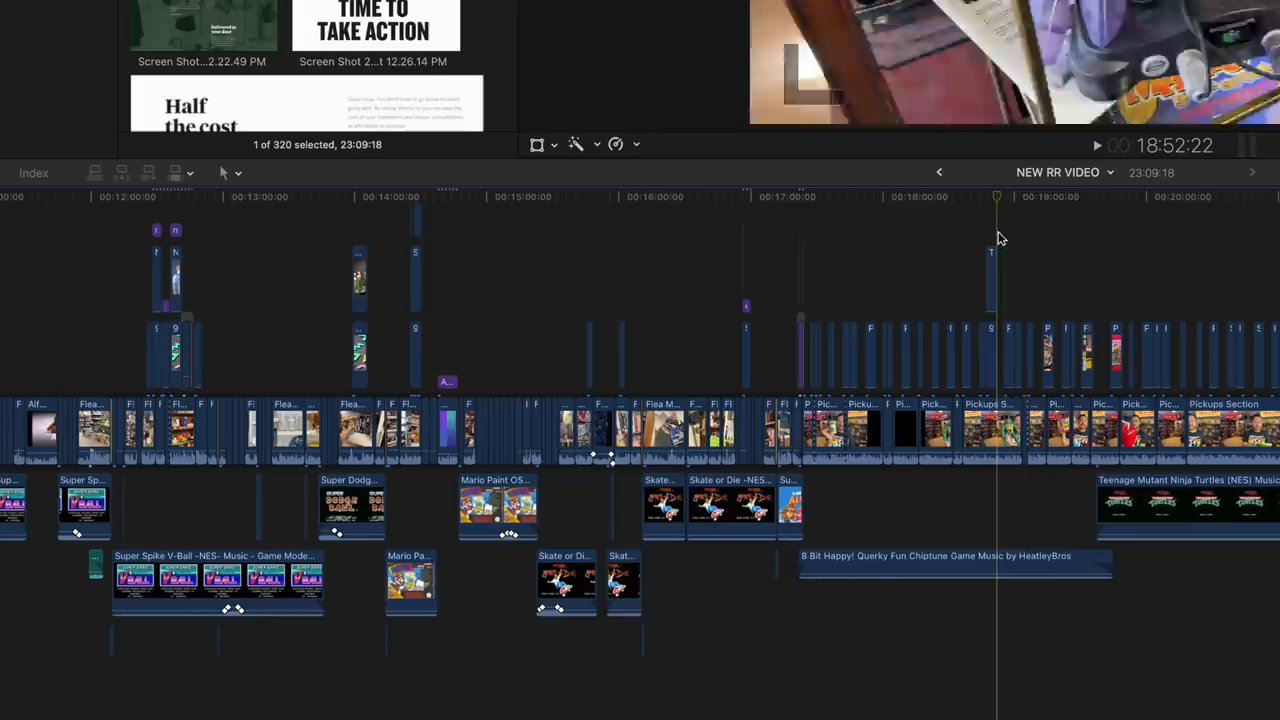 TIME TO
TAKE ACTION
Screen Shot...2.22.49 PM
Screen Shot 2...t 12.26.14 PM
Half
the cost
1 of 320 selected, 23:09:18
00 18:52:22
Index
NEW RR VIDEO
23:09:18
00:12:00:00
00:13:00:00
00:14:00:00
00:15:00:00
00:16:00:00
00:17:00:00
00:18:00:00
00:19:00:00
00:20:00:00
A...
Alf...
Flea...
Fl...
Flea...
Flea...
Fl...
Flea M...
Pic...
Picku...
Pi...
Pick...
Pickups S...
Pic...
Pick...
Pic...
Pickups Section
Super Sp...
Super Dodg...
Mario Paint OS...
Skate...
Skate or Die -NES...
Su...
Teenage Mutant Ninja Turtles (NES) Music
Super Spike V-Ball -NES- Music - Game Mode...
Mario Pa...
Skate or Di...
Skat...
8 Bit Happy! Querky Fun Chiptune Game Music by HeatleyBros